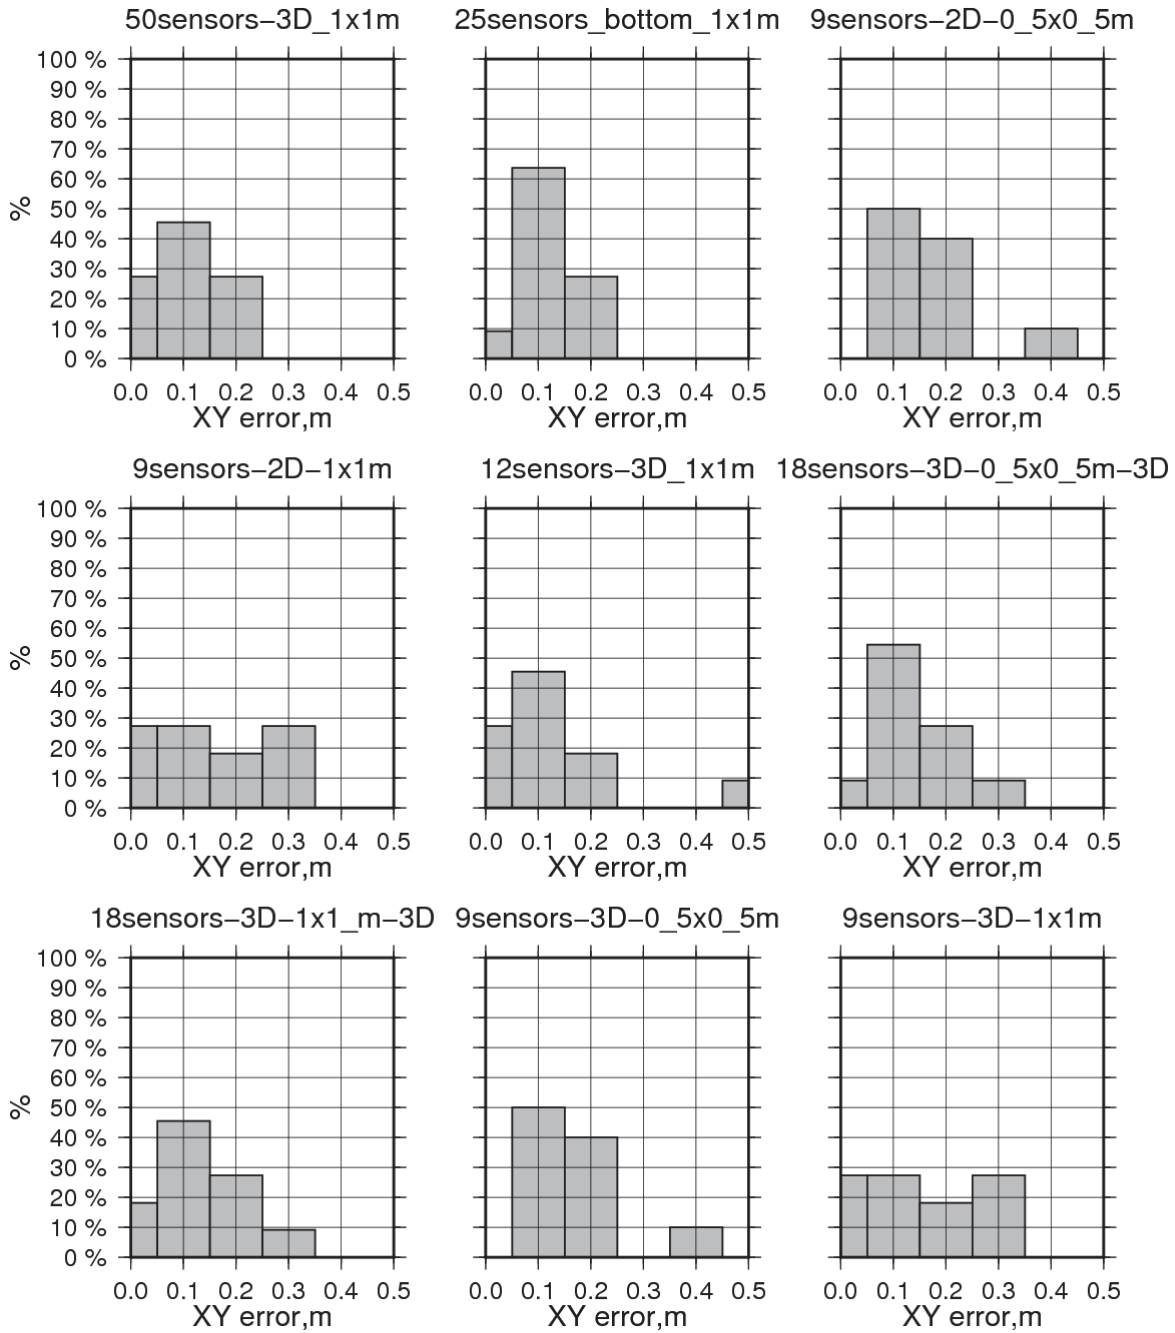 50sensors−3D_1x1m
25sensors_bottom_1x1m
9sensors−2D−0_5x0_5m
100 %
90 %
80 %
70 %
60 %
50 %
40 %
30 %
20 %
10 %
0 %
%
0.0 0.1 0.2 0.3 0.4 0.5
XY error,m
0.0 0.1 0.2 0.3 0.4 0.5
XY error,m
0.0 0.1 0.2 0.3 0.4 0.5
XY error,m
9sensors−2D−1x1m
12sensors−3D_1x1m
18sensors−3D−0_5x0_5m−3D
100 %
90 %
80 %
70 %
60 %
50 %
40 %
30 %
20 %
10 %
0 %
%
0.0 0.1 0.2 0.3 0.4 0.5
XY error,m
0.0 0.1 0.2 0.3 0.4 0.5
XY error,m
0.0 0.1 0.2 0.3 0.4 0.5
XY error,m
18sensors−3D−1x1_m−3D
9sensors−3D−0_5x0_5m
9sensors−3D−1x1m
100 %
90 %
80 %
70 %
60 %
50 %
40 %
30 %
20 %
10 %
0 %
%
0.0 0.1 0.2 0.3 0.4 0.5
XY error,m
0.0 0.1 0.2 0.3 0.4 0.5
XY error,m
0.0 0.1 0.2 0.3 0.4 0.5
XY error,m